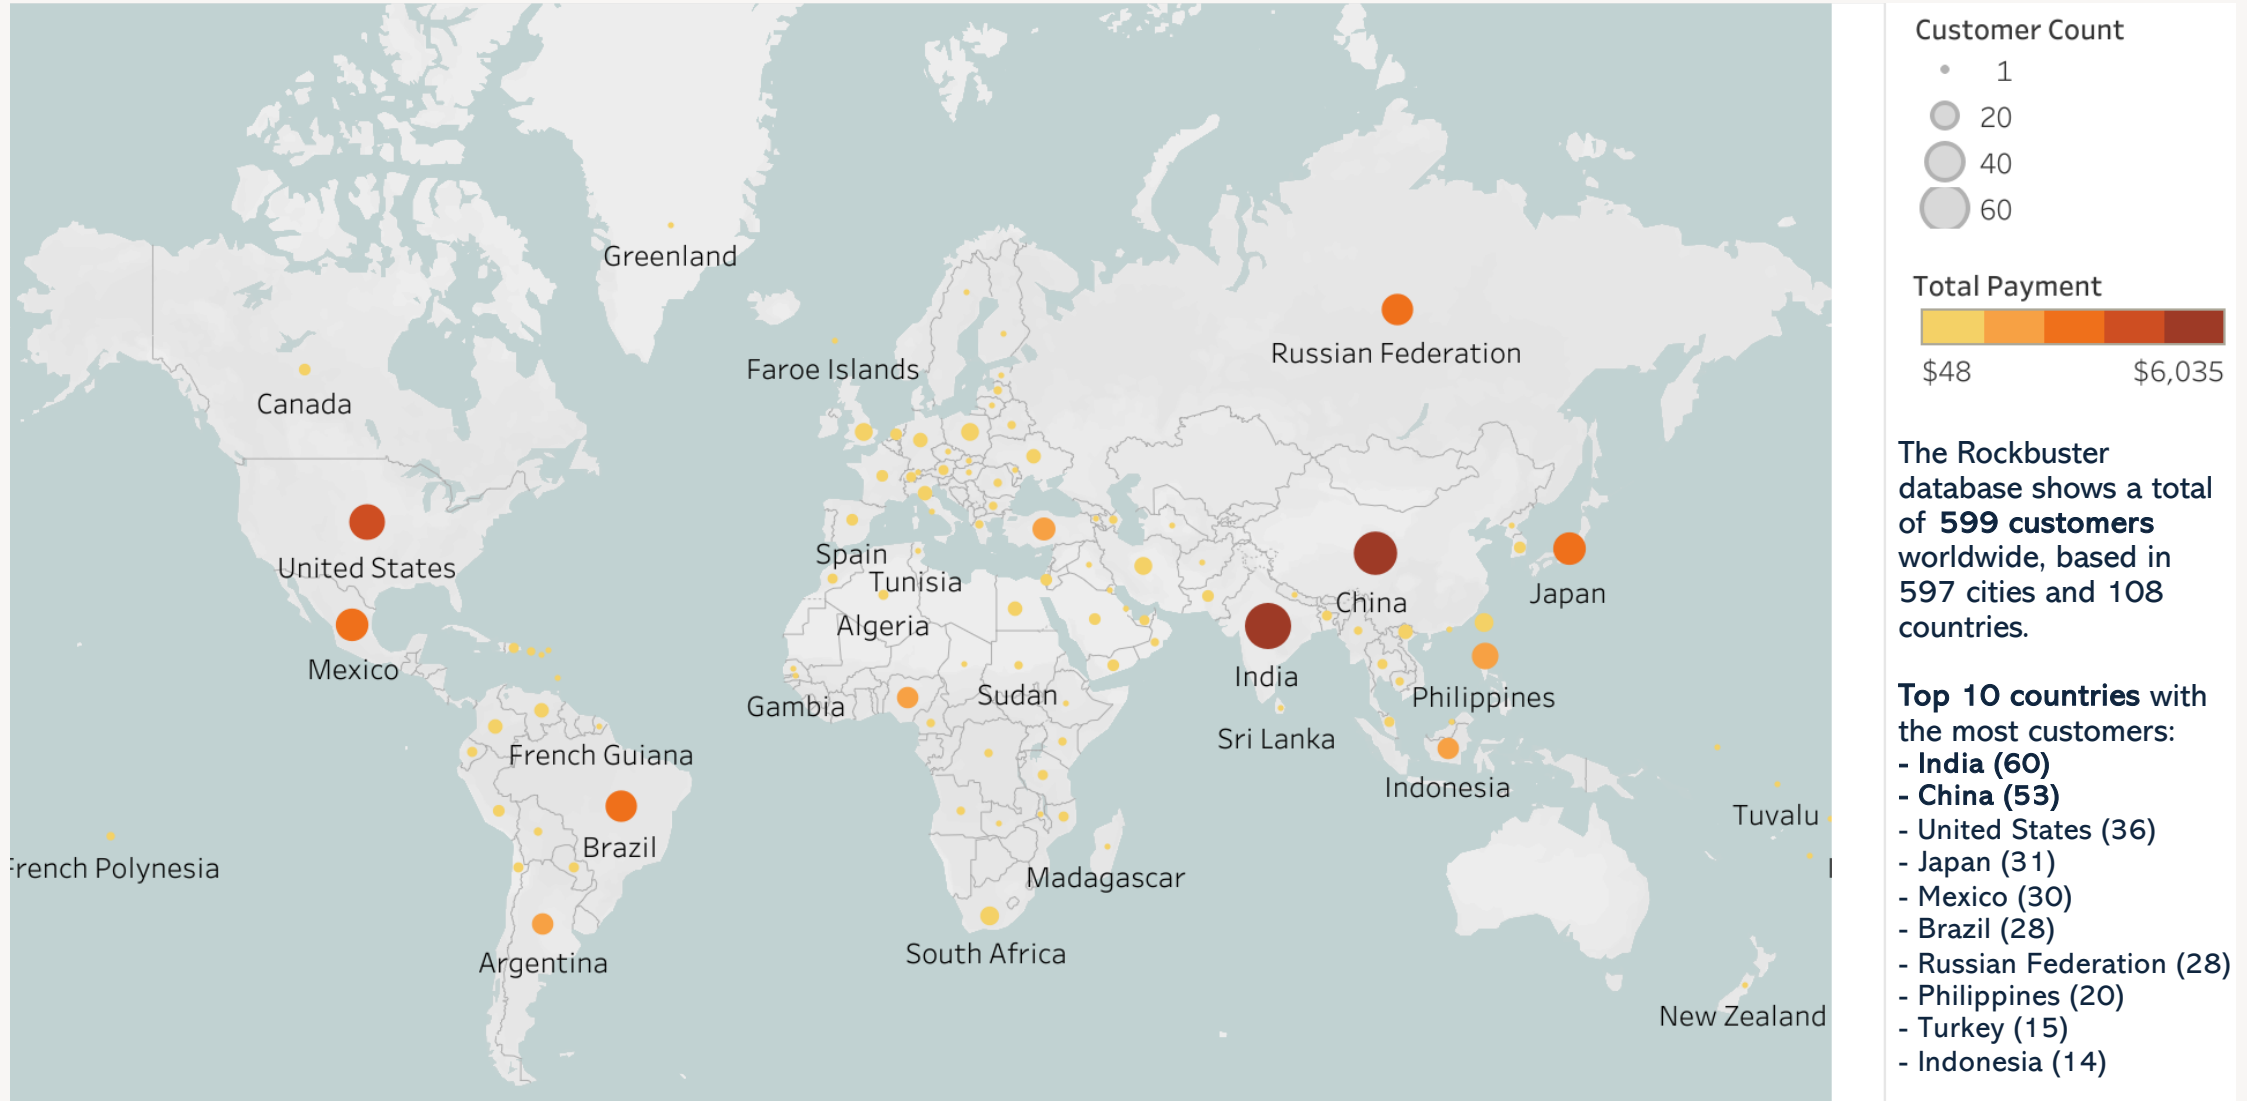 Greenland
Faroe Islands
Russian Federation
Canada
United States
Spain
Tunisia
China
Japan
Algeria
Mexico
India
Gambia
Sudan
Philippines
Sri Lanka
French Guiana
Indonesia
Tuvalu
Brazil
French Polynesia
Madagascar
Argentina
South Africa
New Zealand
Customer Count
1
20
40
60
Total Payment
$48 $6,035
The Rockbuster
database shows a total
of 599 customers
worldwide, based in
597 cities and 108
countries.
Top 10 countries with
the most customers:
- India (60)
- China (53)
- United States (36)
- Japan (31)
- Mexico (30)
- Brazil (28)
- Russian Federation (28)
- Philippines (20)
- Turkey (15)
- Indonesia (14)